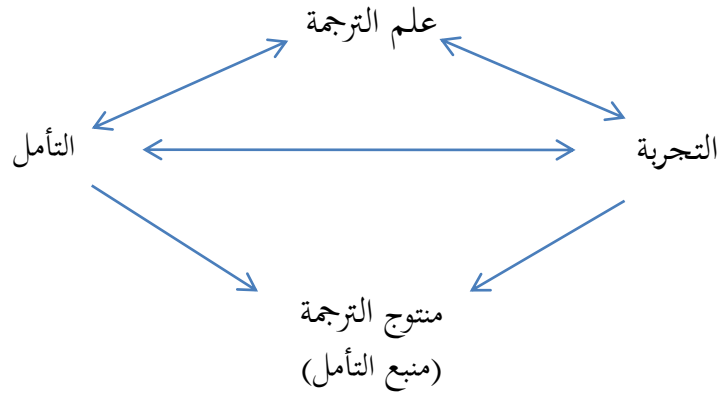 علم الترجمة
التجربة
التأمل
منتوج الترجمة
(منبع التأمل)